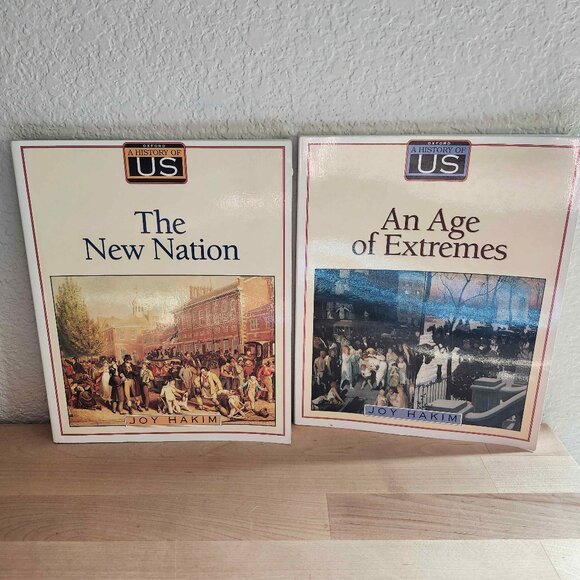 OXFORD
A HISTORY OF
US
The
New Nation
JOY HAKIM
OXFORD
A HISTORY OF
US
An Age
of Extremes
JOY HAKIM